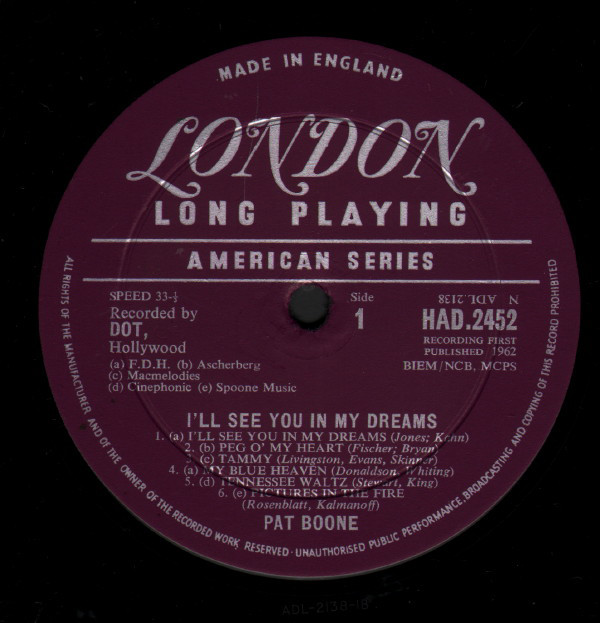 MADE IN ENGLAND
LONDON
LONG PLAYING
AMERICAN SERIES
SPEED 33-⅓
Recorded by
DOT,
Hollywood
(a) F.D.H. (b) Ascherberg
(c) Macmelodies
(d) Cinephonic (e) Spoone Music
Side
1
N ADL.2138
HAD.2452
RECORDING FIRST
PUBLISHED 1962
BIEM/NCB, MCPS
I'LL SEE YOU IN MY DREAMS
1. (a) I'LL SEE YOU IN MY DREAMS (Jones; Kann)
2. (b) PEG O' MY HEART (Fischer; Bryan)
3. (c) TAMMY (Livingston, Evans, Skinner)
4. (a) MY BLUE HEAVEN (Donaldson, Whiting)
5. (d) TENNESSEE WALTZ (Stewart, King)
6. (e) PICTURES IN THE FIRE
(Rosenblatt, Kalmanoff)
PAT BOONE
ALL RIGHTS OF THE MANUFACTURER AND OF THE OWNER OF THE RECORDED WORK RESERVED · UNAUTHORISED PUBLIC PERFORMANCE, BROADCASTING AND COPYING OF THIS RECORD PROHIBITED
ADL-2138-1B